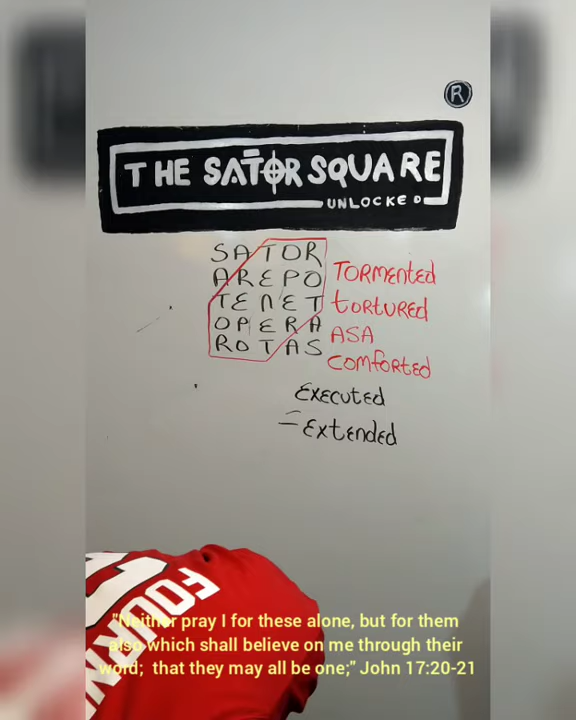 ®
THE SATOR SQUARE
UNLOCKED
SATOR
AREPO
TENET
OPERA
ROTAS
TORMENTED
TORTURED
ASA
COMFORTED
EXECUTED
= EXTENDED
"Neither pray I for these alone, but for them
also which shall believe on me through their
word;  that they may all be one;" John 17:20-21